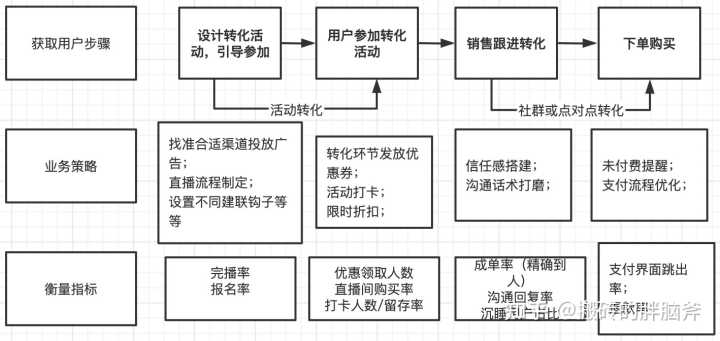 获取用户步骤
设计转化活
动，引导参加
用户参加转化
活动
销售跟进转化
下单购买
活动转化
社群或点对点转化
业务策略
找准合适渠道投放广
告；
直播流程制定；
设置不同建联钩子等
等
转化环节发放优
惠券；
活动打卡；
限时折扣；
信任感搭建；
沟通话术打磨；
未付费提醒；
支付流程优化；
衡量指标
完播率
报名率
优惠领取人数
直播间购买率
打卡人数/留存率
成单率（精确到
人）
沟通回复率
沉睡
占比
支付界面跳出
率；
知乎 @搬砖的胖脑斧